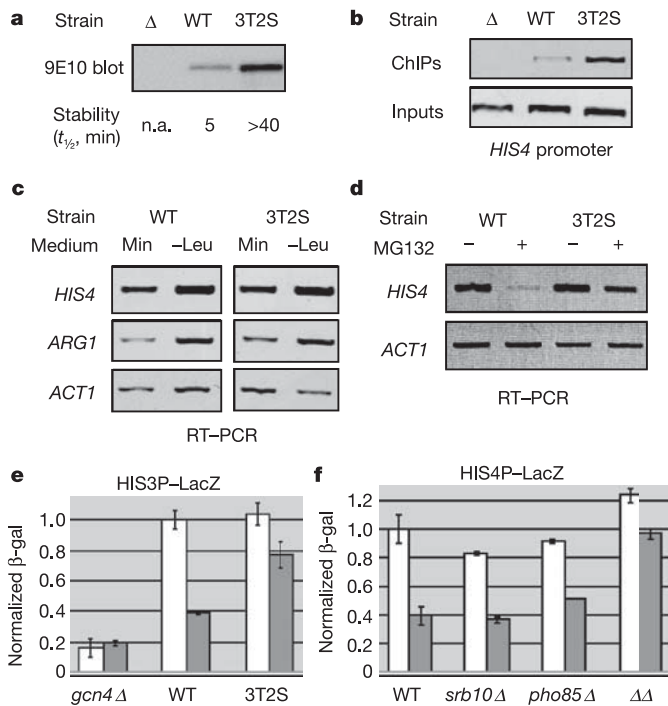 a
Strain Δ WT 3T2S
9E10 blot
Stability
(t½, min) n.a. 5 >40
b
Strain Δ WT 3T2S
ChIPs
Inputs
HIS4 promoter
c
Strain WT 3T2S
Medium Min –Leu Min –Leu
HIS4
ARG1
ACT1
RT–PCR
d
Strain WT 3T2S
MG132 – + – +
HIS4
ACT1
RT–PCR
e
HIS3P–LacZ
Normalized β-gal
1.0
0.8
0.6
0.4
0.2
0
gcn4Δ WT 3T2S
f
HIS4P–LacZ
Normalized β-gal
1.2
1.0
0.8
0.6
0.4
0.2
0
WT srb10Δ pho85Δ ΔΔ